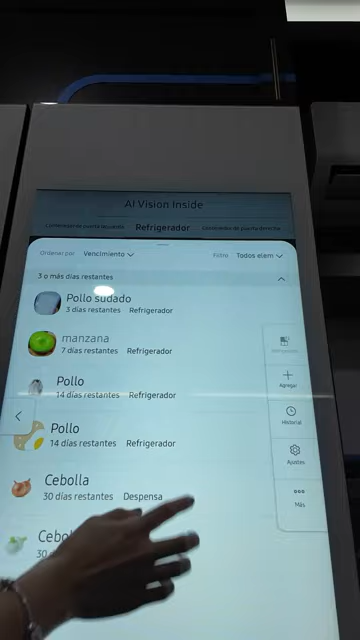 AI Vision Inside
Refrigerador
Ordenar por Vencimiento Filtro Todos elem
3 o más días restantes
Pollo sudado
3 días restantes Refrigerador
manzana
7 días restantes Refrigerador
Pollo
14 días restantes Refrigerador
Pollo
14 días restantes Refrigerador
Cebolla
30 días restantes Despensa
Agregar
Historial
Ajustes
Más